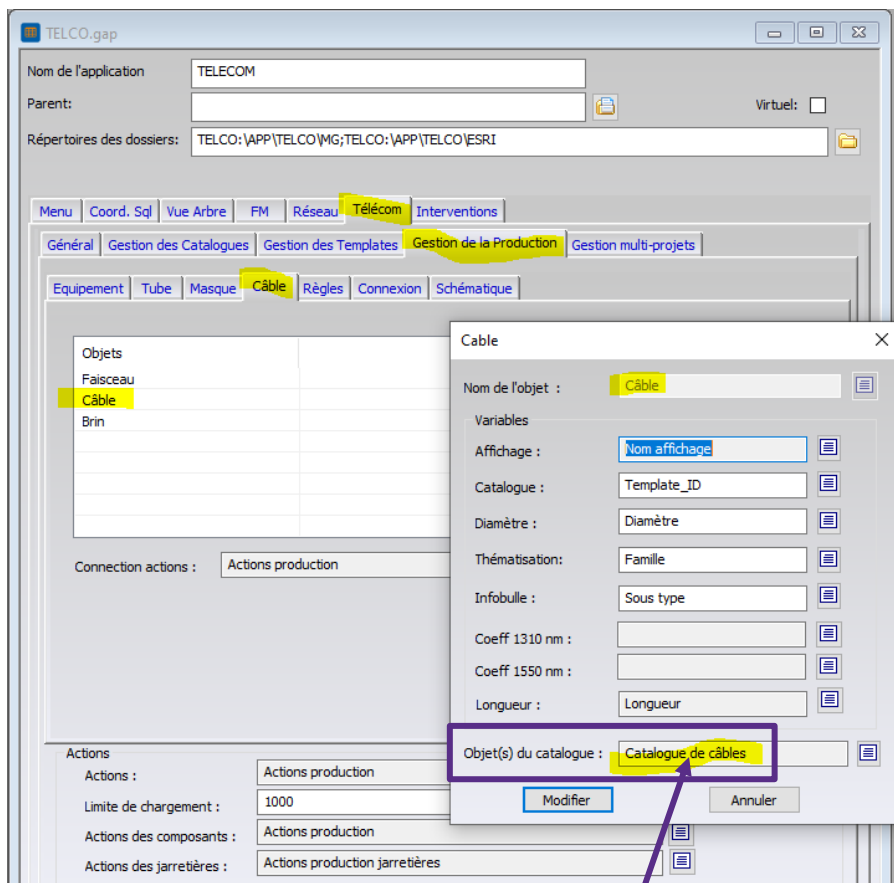 TELCO.gap
Nom de l'application TELECOM
Parent: Virtuel:
Répertoires des dossiers: TELCO:\APP\TELCO\MG;TELCO:\APP\TELCO\ESRI
Menu Coord. Sql Vue Arbre FM Réseau Télécom Interventions
Général Gestion des Catalogues Gestion des Templates Gestion de la Production Gestion multi-projets
Equipement Tube Masque Câble Règles Connexion Schématique
Objets
Faisceau
Câble
Brin
Connection actions : Actions production
Cable
Nom de l'objet : Câble
Variables
Affichage : Nom affichage
Catalogue : Template_ID
Diamètre : Diamètre
Thématisation: Famille
Infobulle : Sous type
Coeff 1310 nm :
Coeff 1550 nm :
Longueur : Longueur
Objet(s) du catalogue : Catalogue de câbles
Modifier Annuler
Actions
Actions : Actions production
Limite de chargement : 1000
Actions des composants : Actions production
Actions des jarretières : Actions production jarretières